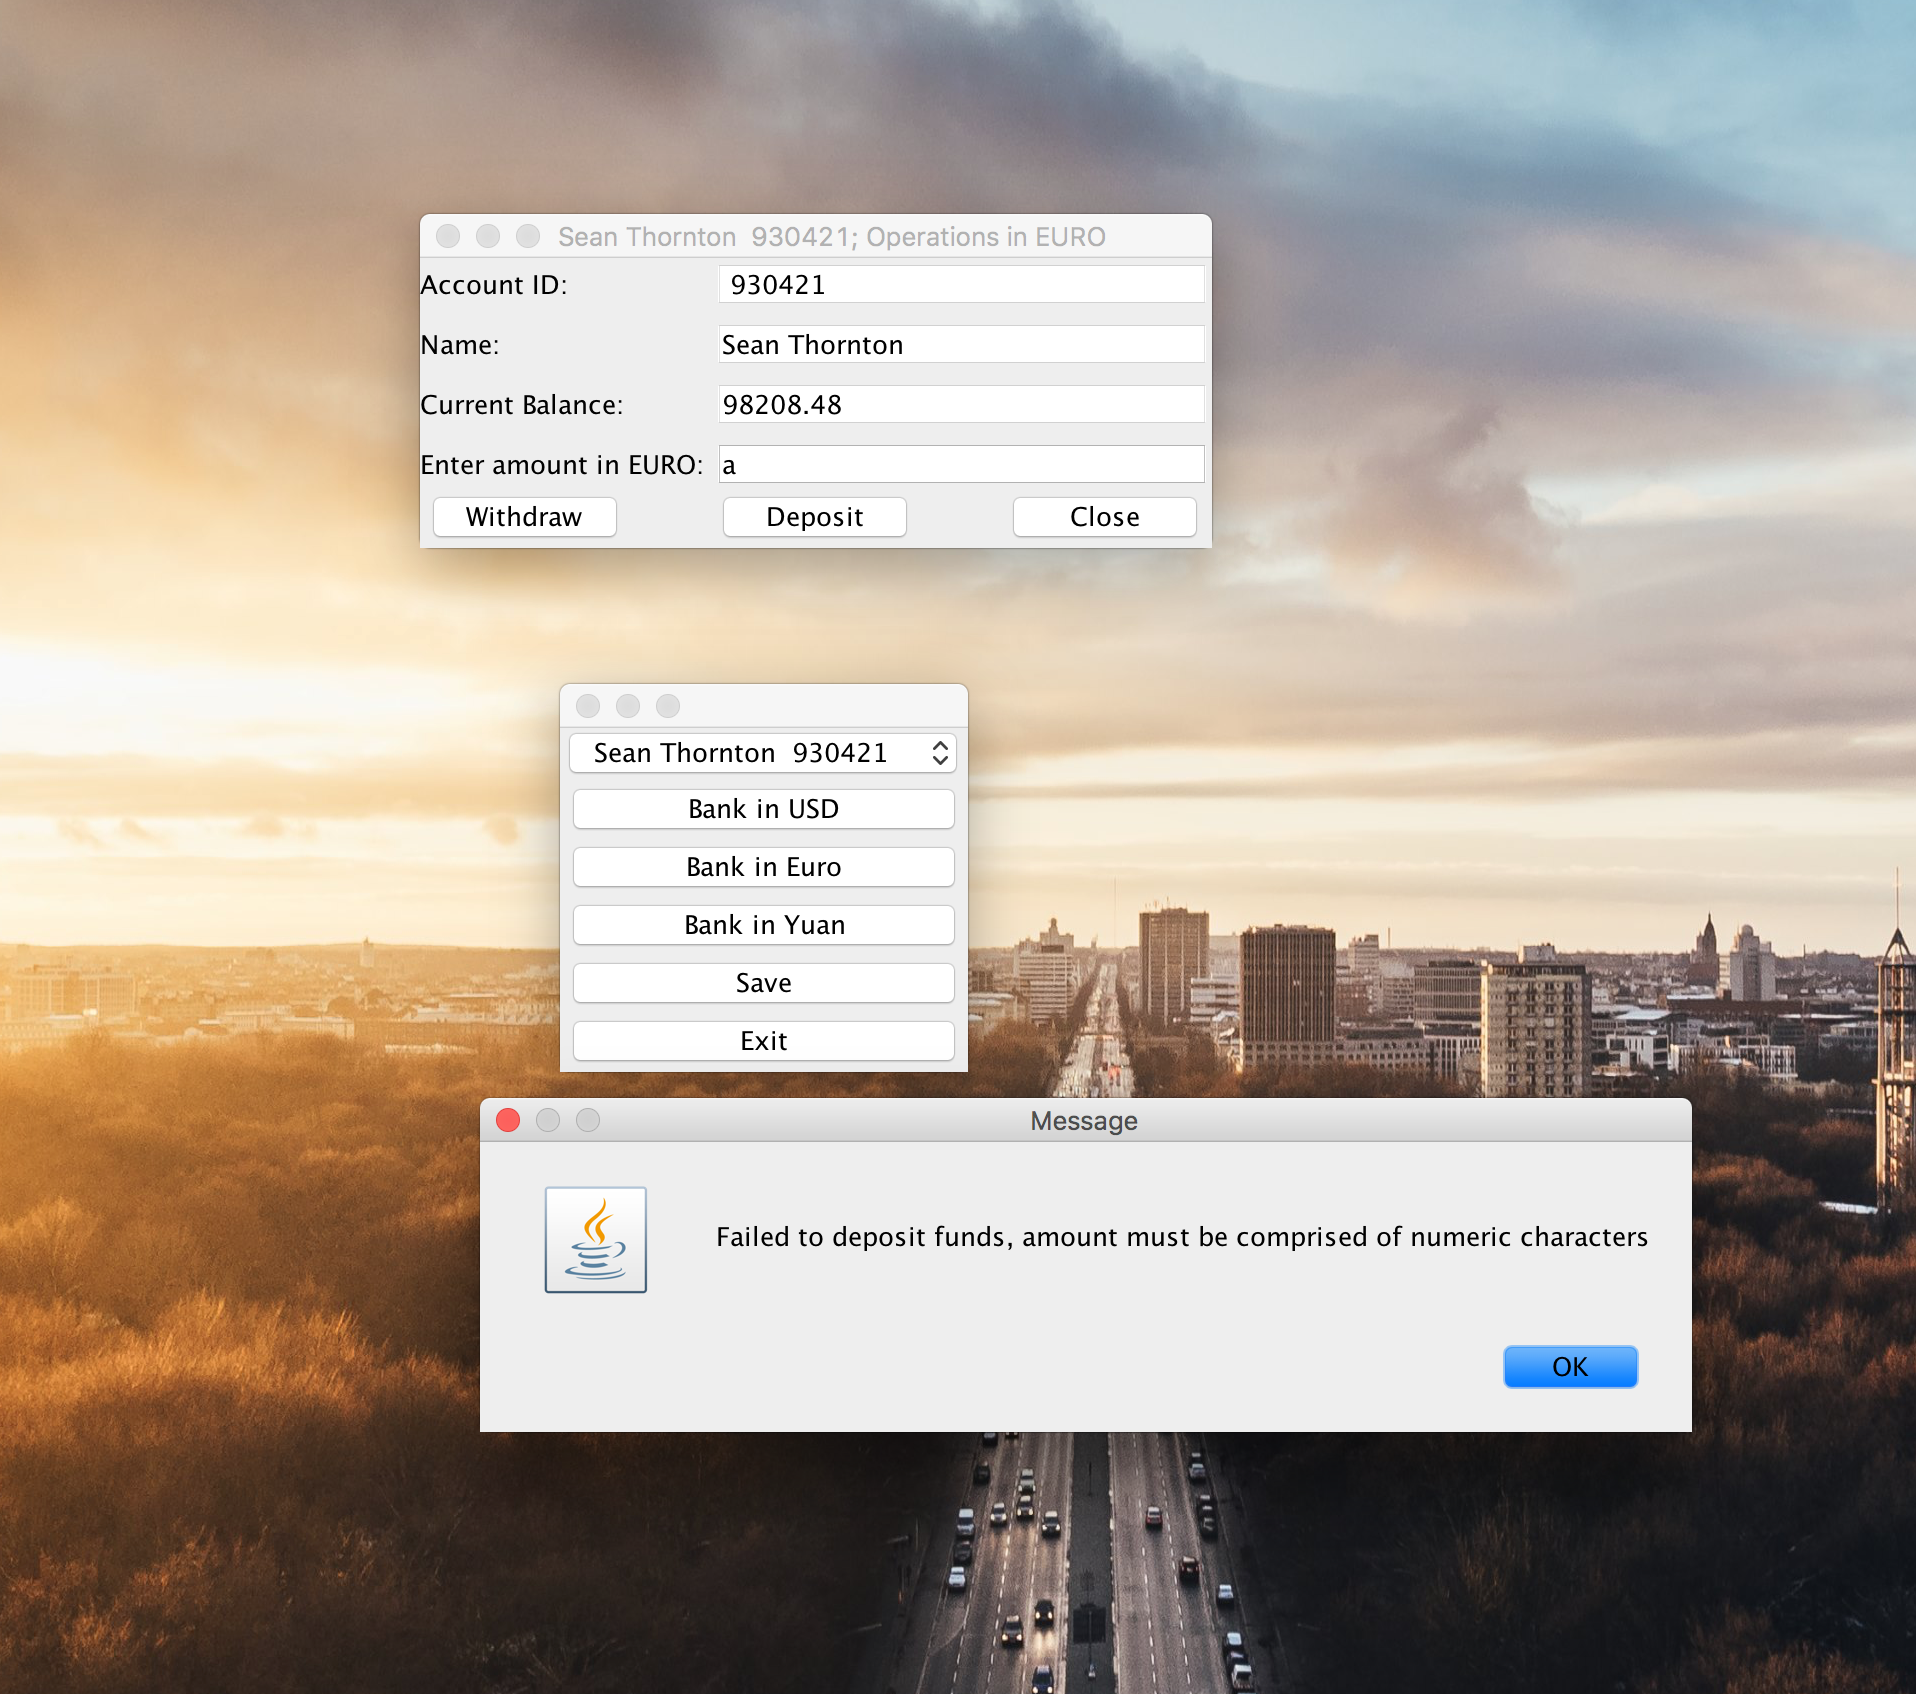 Sean Thornton  930421; Operations in EURO
Account ID: 930421
Name: Sean Thornton
Current Balance: 98208.48
Enter amount in EURO: a
Withdraw Deposit Close
Sean Thornton  930421
Bank in USD
Bank in Euro
Bank in Yuan
Save
Exit
Message
Failed to deposit funds, amount must be comprised of numeric characters
OK